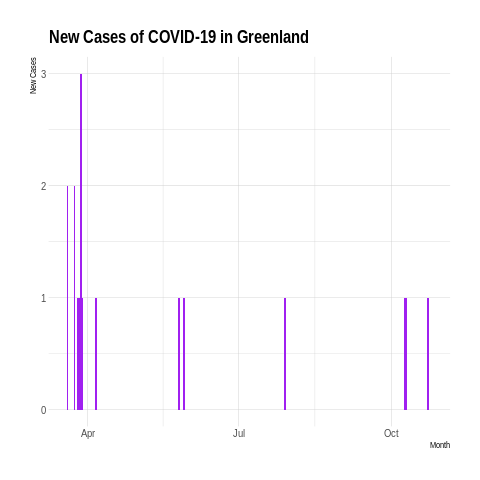 New Cases of COVID-19 in Greenland
New Cases
3
2
1
0
Apr Jul Oct
Month